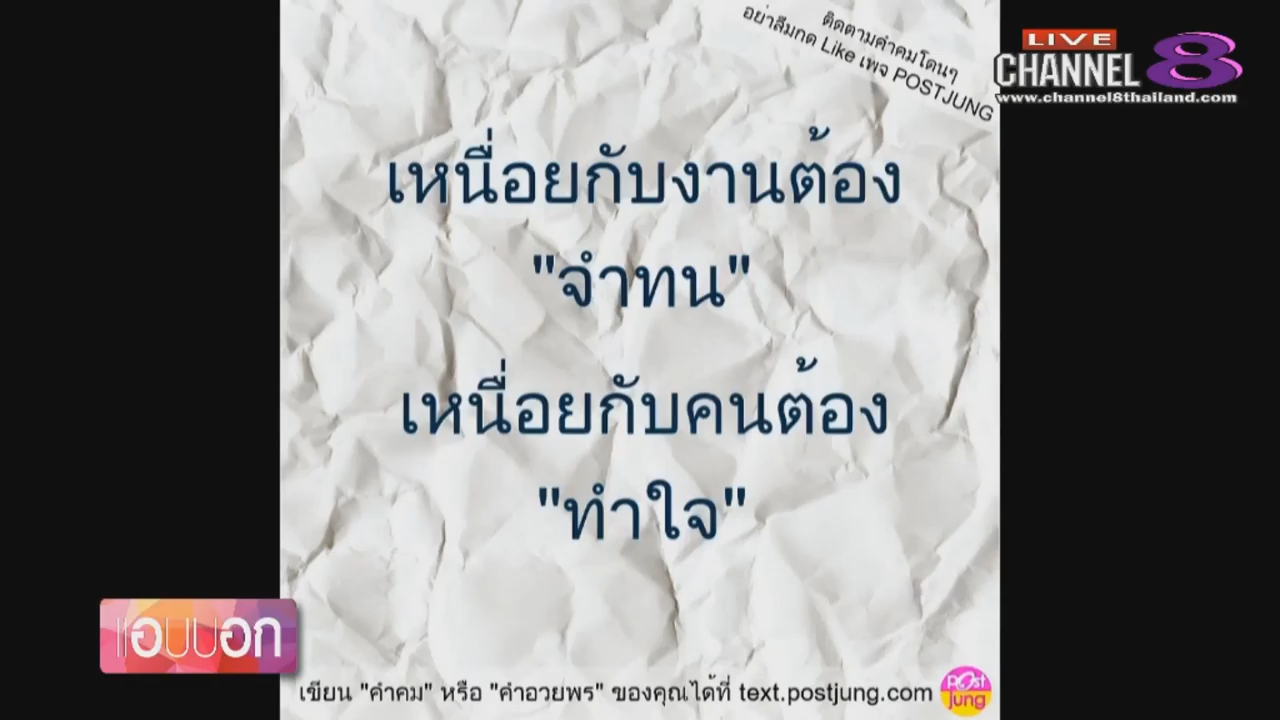 ติดตามคำคมโดนๆ
อย่าลืมกด Like เพจ POSTJUNG
LIVE
CHANNEL 8
www.channel8thailand.com
เหนื่อยกับงานต้อง
"จำทน"
เหนื่อยกับคนต้อง
"ทำใจ"
แอบบอก
เขียน "คำคม" หรือ "คำอวยพร" ของคุณได้ที่ text.postjung.com
post
jung